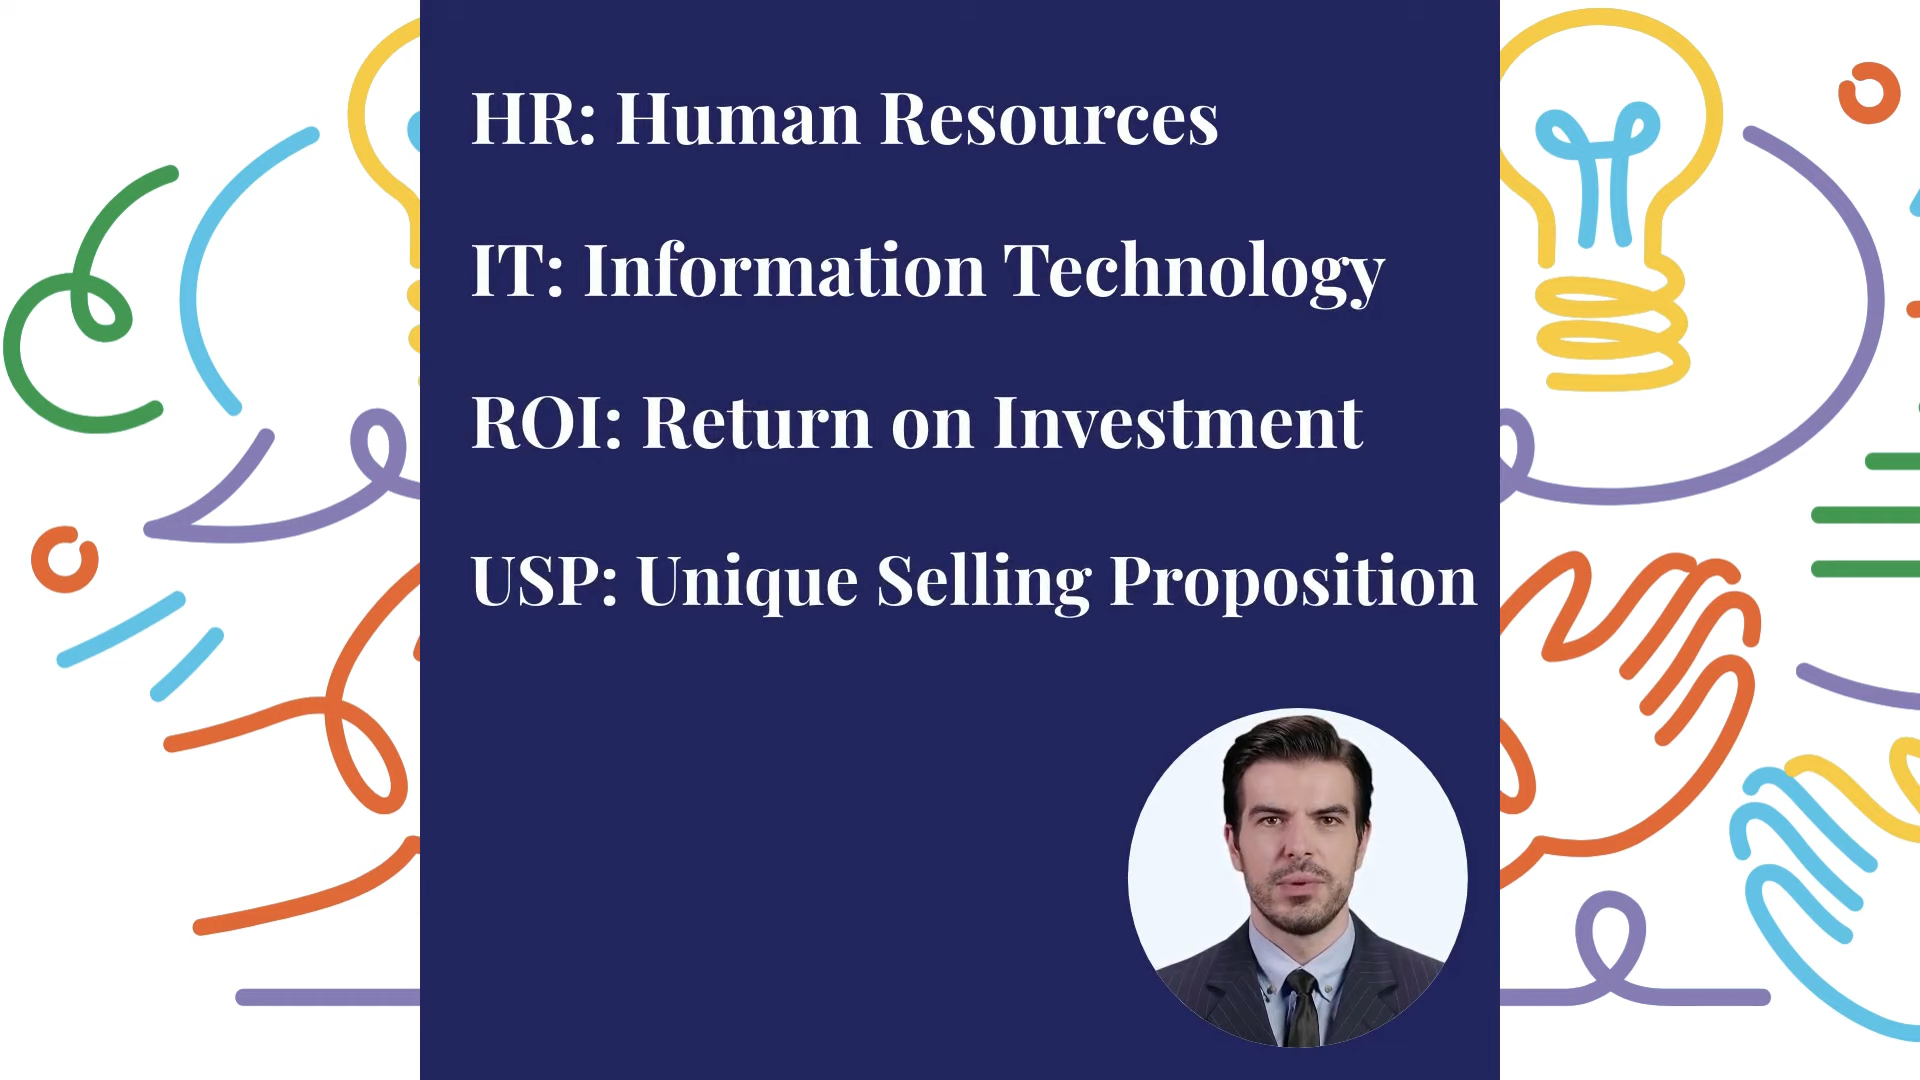 HR: Human Resources
IT: Information Technology
ROI: Return on Investment
USP: Unique Selling Proposition